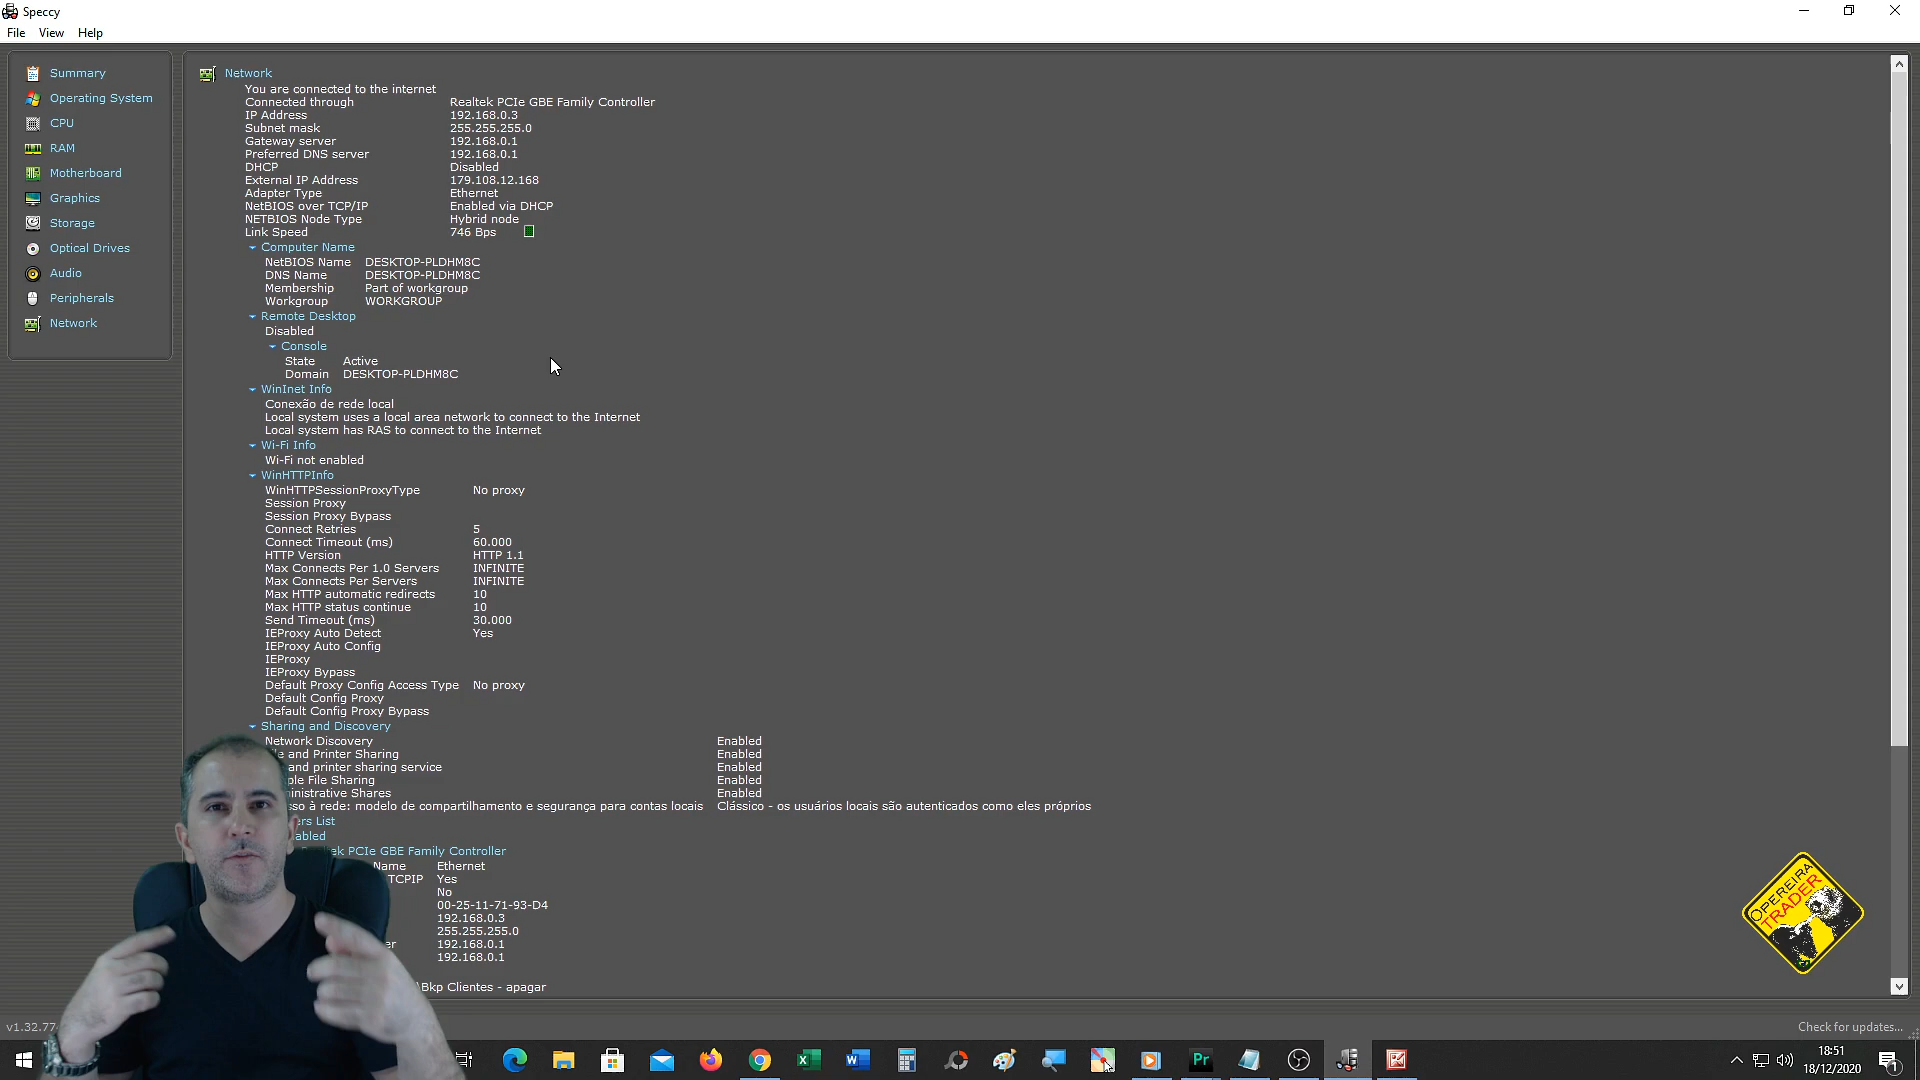 Speccy
File View Help
Summary
Operating System
CPU
RAM
Motherboard
Graphics
Storage
Optical Drives
Audio
Peripherals
Network
Network
You are connected to the internet
Connected through Realtek PCIe GBE Family Controller
IP Address 192.168.0.3
Subnet mask 255.255.255.0
Gateway server 192.168.0.1
Preferred DNS server 192.168.0.1
DHCP Disabled
External IP Address 179.108.12.168
Adapter Type Ethernet
NetBIOS over TCP/IP Enabled via DHCP
NETBIOS Node Type Hybrid node
Link Speed 746 Bps
Computer Name
NetBIOS Name DESKTOP-PLDHM8C
DNS Name DESKTOP-PLDHM8C
Membership Part of workgroup
Workgroup WORKGROUP
Remote Desktop
Disabled
Console
State Active
Domain DESKTOP-PLDHM8C
WinInet Info
Conexão de rede local
Local system uses a local area network to connect to the Internet
Local system has RAS to connect to the Internet
Wi-Fi Info
Wi-Fi not enabled
WinHTTPInfo
WinHTTPSessionProxyType No proxy
Session Proxy
Session Proxy Bypass
Connect Retries 5
Connect Timeout (ms) 60.000
HTTP Version HTTP 1.1
Max Connects Per 1.0 Servers INFINITE
Max Connects Per Servers INFINITE
Max HTTP automatic redirects 10
Max HTTP status continue 10
Send Timeout (ms) 30.000
IEProxy Auto Detect Yes
IEProxy Auto Config
IEProxy
IEProxy Bypass
Default Proxy Config Access Type No proxy
Default Config Proxy
Default Config Proxy Bypass
Sharing and Discovery
Network Discovery Enabled
le and Printer Sharing Enabled
and printer sharing service Enabled
ple File Sharing Enabled
inistrative Shares Enabled
sso à rede: modelo de compartilhamento e segurança para contas locais Clássico - os usuários locais são autenticados como eles próprios
ers List
abled
ek PCIe GBE Family Controller
Name Ethernet
TCPIP Yes
No
00-25-11-71-93-D4
192.168.0.3
255.255.255.0
er 192.168.0.1
192.168.0.1
\Bkp Clientes - apagar
OPEREIRA
TRADER
v1.32.77
Check for updates...
18:51
18/12/2020
1